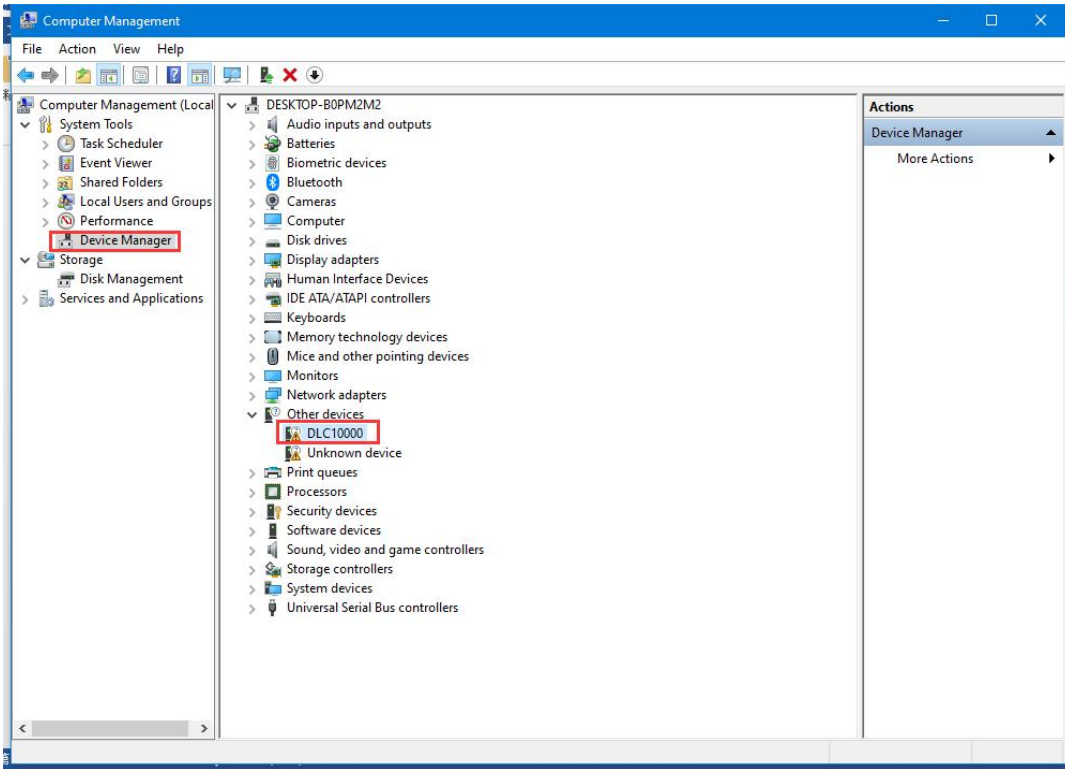 Computer Management
File Action View Help
Computer Management (Local
System Tools
Task Scheduler
Event Viewer
Shared Folders
Local Users and Groups
Performance
Device Manager
Storage
Disk Management
Services and Applications
DESKTOP-B0PM2M2
Audio inputs and outputs
Batteries
Biometric devices
Bluetooth
Cameras
Computer
Disk drives
Display adapters
Human Interface Devices
IDE ATA/ATAPI controllers
Keyboards
Memory technology devices
Mice and other pointing devices
Monitors
Network adapters
Other devices
DLC10000
Unknown device
Print queues
Processors
Security devices
Software devices
Sound, video and game controllers
Storage controllers
System devices
Universal Serial Bus controllers
Actions
Device Manager
More Actions